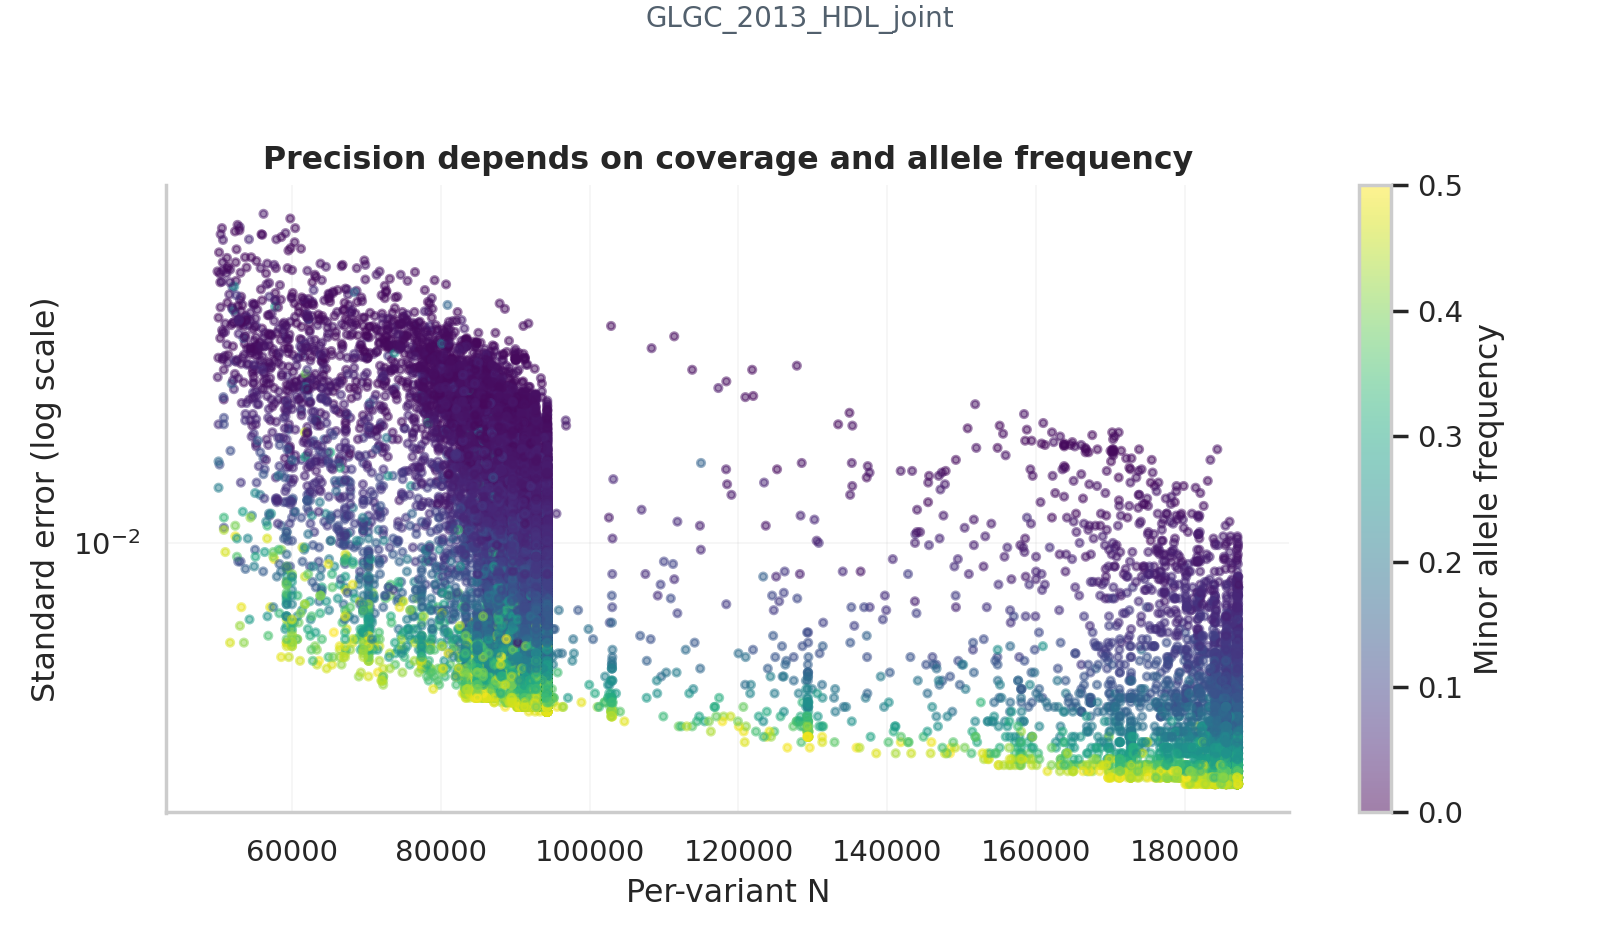 GLGC_2013_HDL_joint
Precision depends on coverage and allele frequency
Standard error (log scale)
10⁻²
60000 80000 100000 120000 140000 160000 180000
Per-variant N
0.5
0.4
0.3
0.2
0.1
0.0
Minor allele frequency